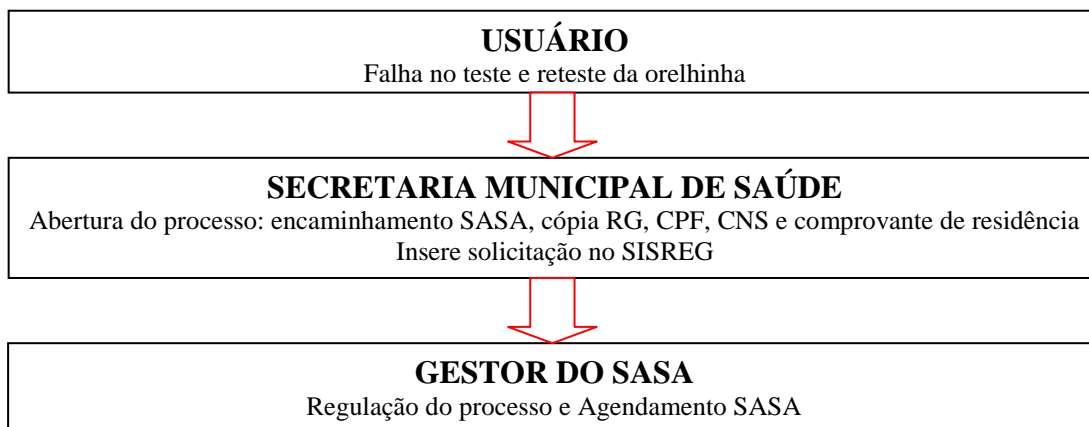 USUÁRIO
Falha no teste e reteste da orelhinha
SECRETARIA MUNICIPAL DE SAÚDE
Abertura do processo: encaminhamento SASA, cópia RG, CPF, CNS e comprovante de residência
Insere solicitação no SISREG
GESTOR DO SASA
Regulação do processo e Agendamento SASA